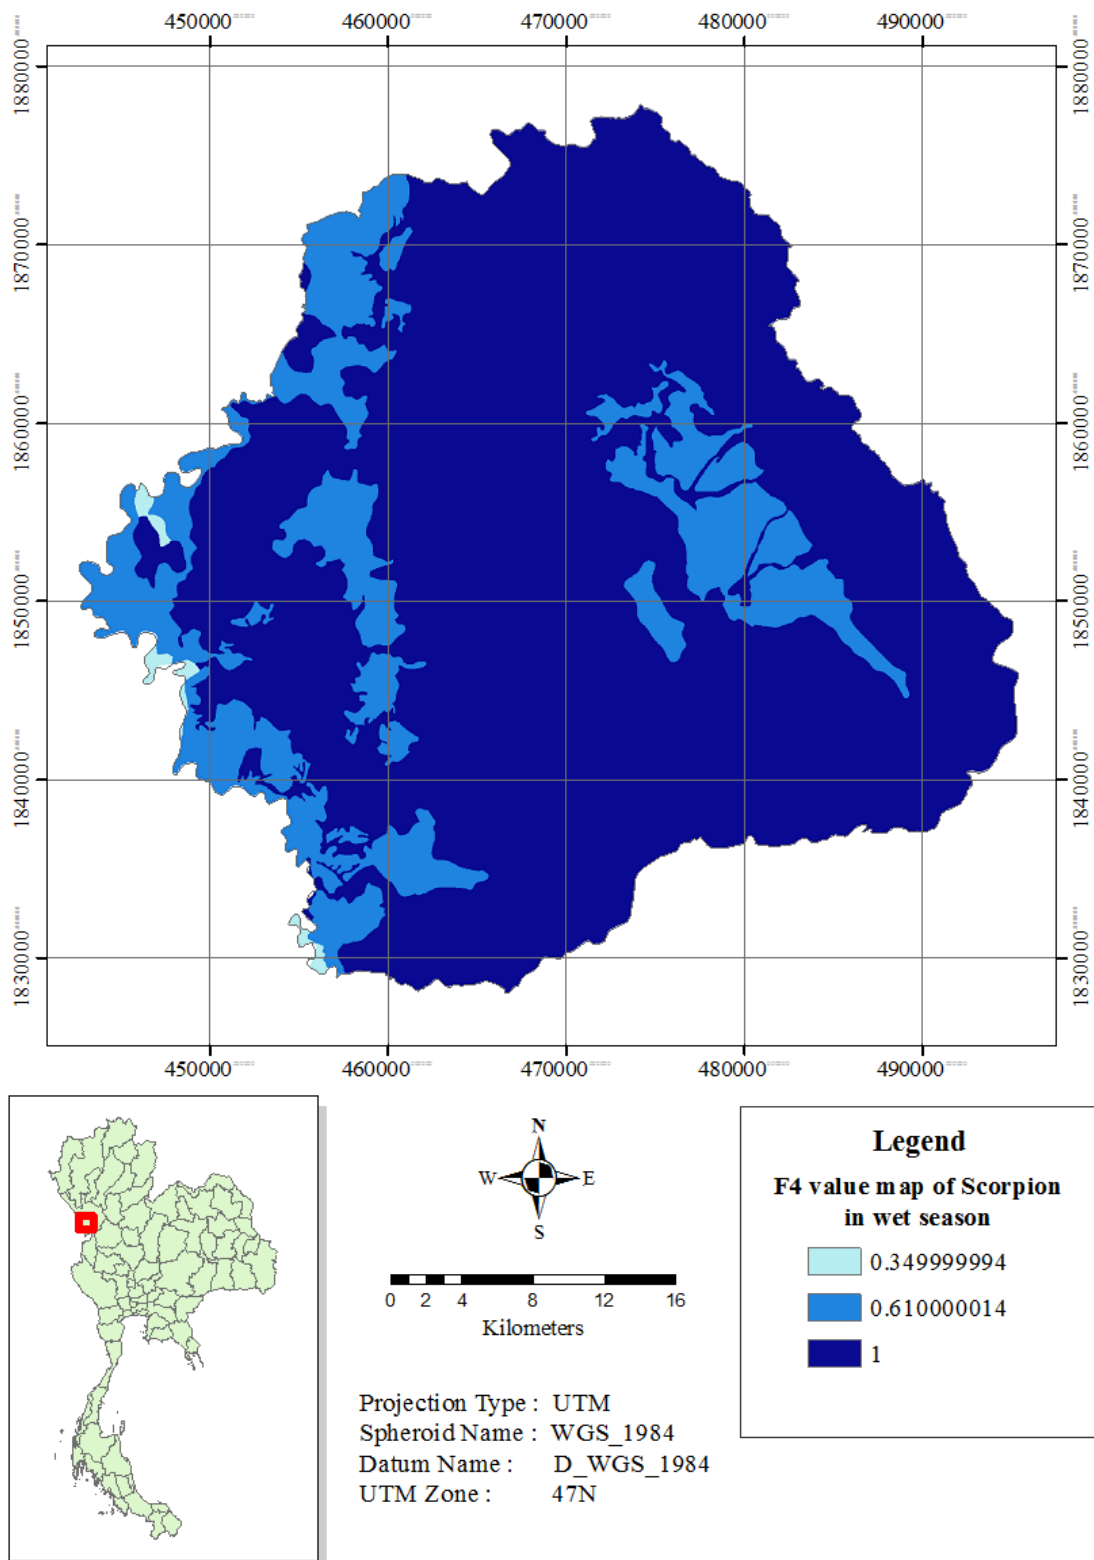 450000 460000 470000 480000 490000
1880000 1880000
1870000 1870000
1860000 1860000
1850000 1850000
1840000 1840000
1830000 1830000
450000 460000 470000 480000 490000
N
W E
S
0 2 4 8 12 16
Kilometers
Projection Type : UTM
Spheroid Name : WGS_1984
Datum Name : D_WGS_1984
UTM Zone : 47N
Legend
F4 value map of Scorpion
in wet season
0.349999994
0.610000014
1